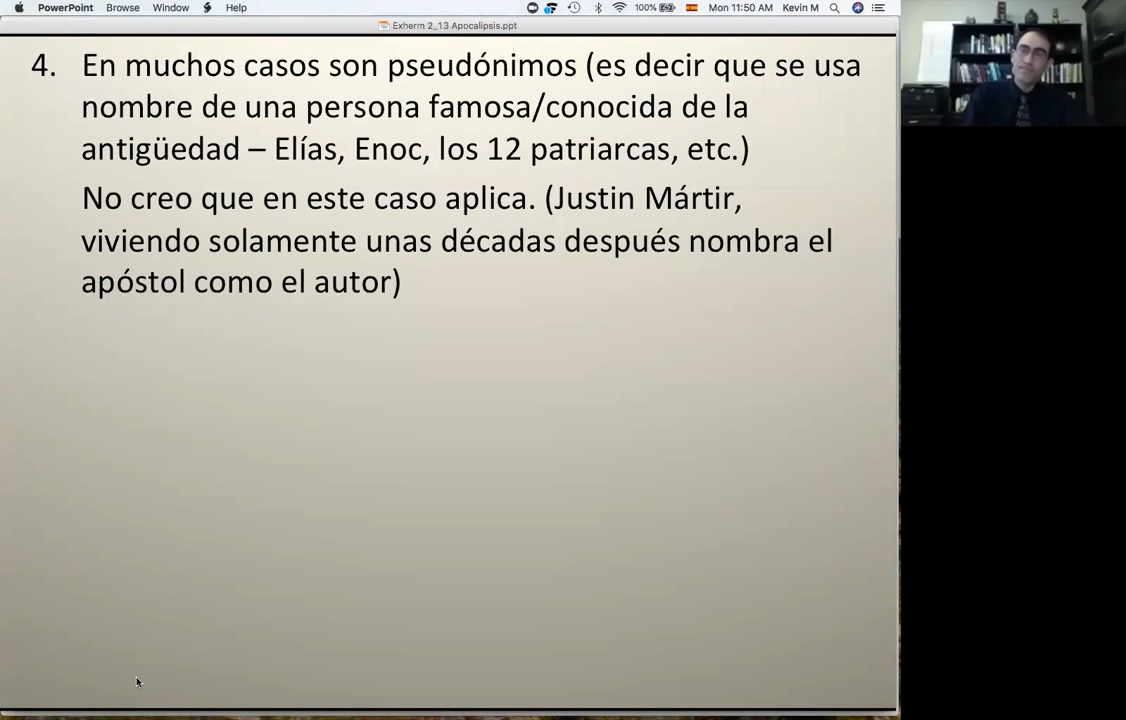 PowerPoint Browse Window Help 100% Mon 11:50 AM Kevin M
Exherm 2_13 Apocalipsis.ppt
4. En muchos casos son pseudónimos (es decir que se usa
nombre de una persona famosa/conocida de la
antigüedad – Elías, Enoc, los 12 patriarcas, etc.)
No creo que en este caso aplica. (Justin Mártir,
viviendo solamente unas décadas después nombra el
apóstol como el autor)